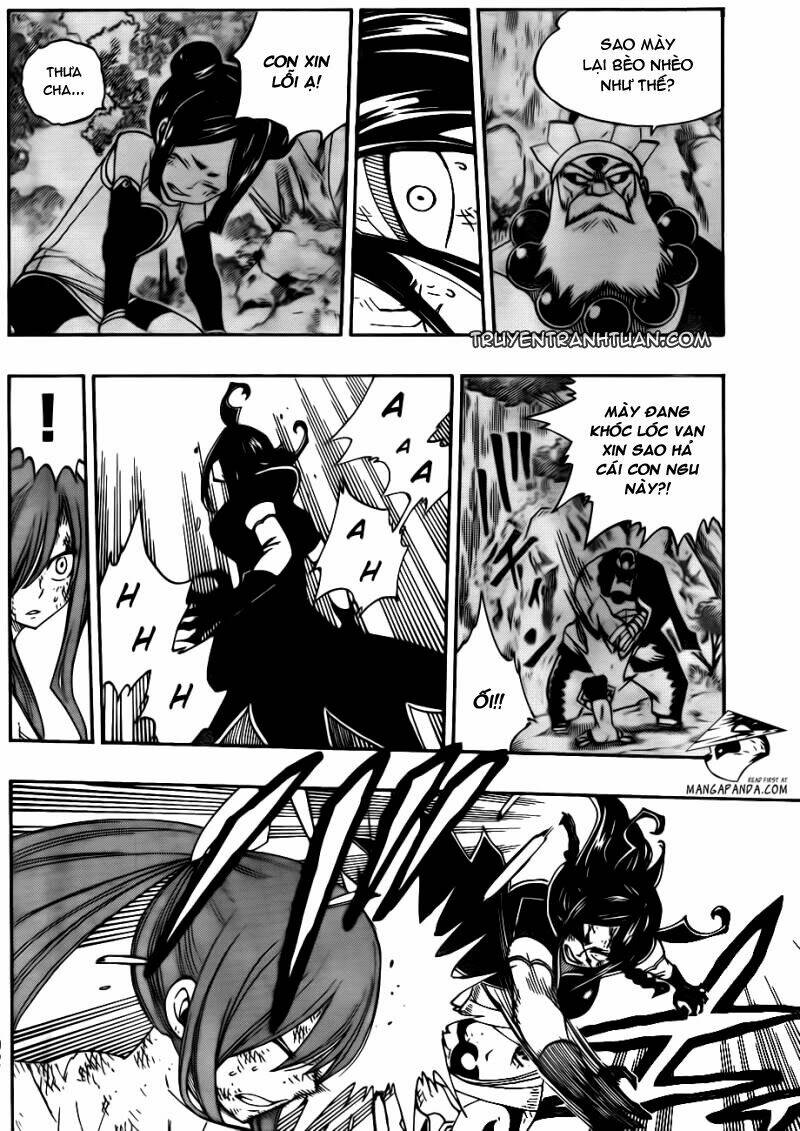 SAO MÀY
LẠI BÈO NHÈO
NHƯ THẾ?
CON XIN
LỖI Ạ!
THƯA
CHA...
TRUYENTRANHTUAN.COM
MÀY ĐANG
KHÓC LÓC VAN
XIN SAO HẢ
CÁI CON NGU
NÀY?!
ỐI!!
A
A
A
A
H
H
H
H
!
READ FIRST AT
MANGAPANDA.COM